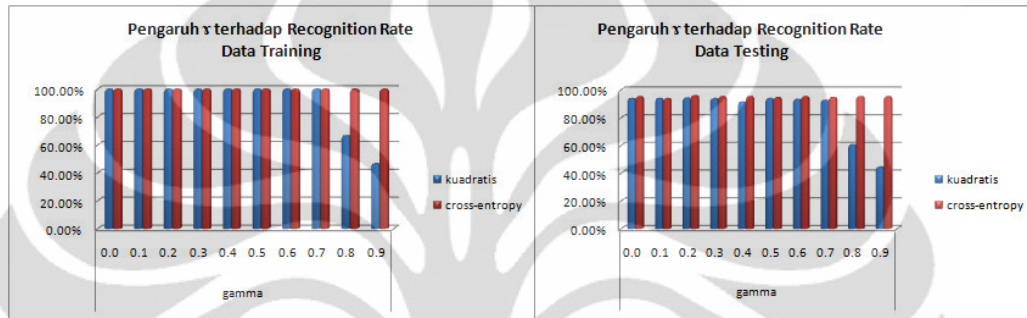 Pengaruh ɤ terhadap Recognition Rate
Data Training
100.00%
80.00%
60.00%
40.00%
20.00%
0.00%
0.0 0.1 0.2 0.3 0.4 0.5 0.6 0.7 0.8 0.9
gamma
kuadratis
cross-entropy
Pengaruh ɤ terhadap Recognition Rate
Data Testing
100.00%
80.00%
60.00%
40.00%
20.00%
0.00%
0.0 0.1 0.2 0.3 0.4 0.5 0.6 0.7 0.8 0.9
gamma
kuadratis
cross-entropy